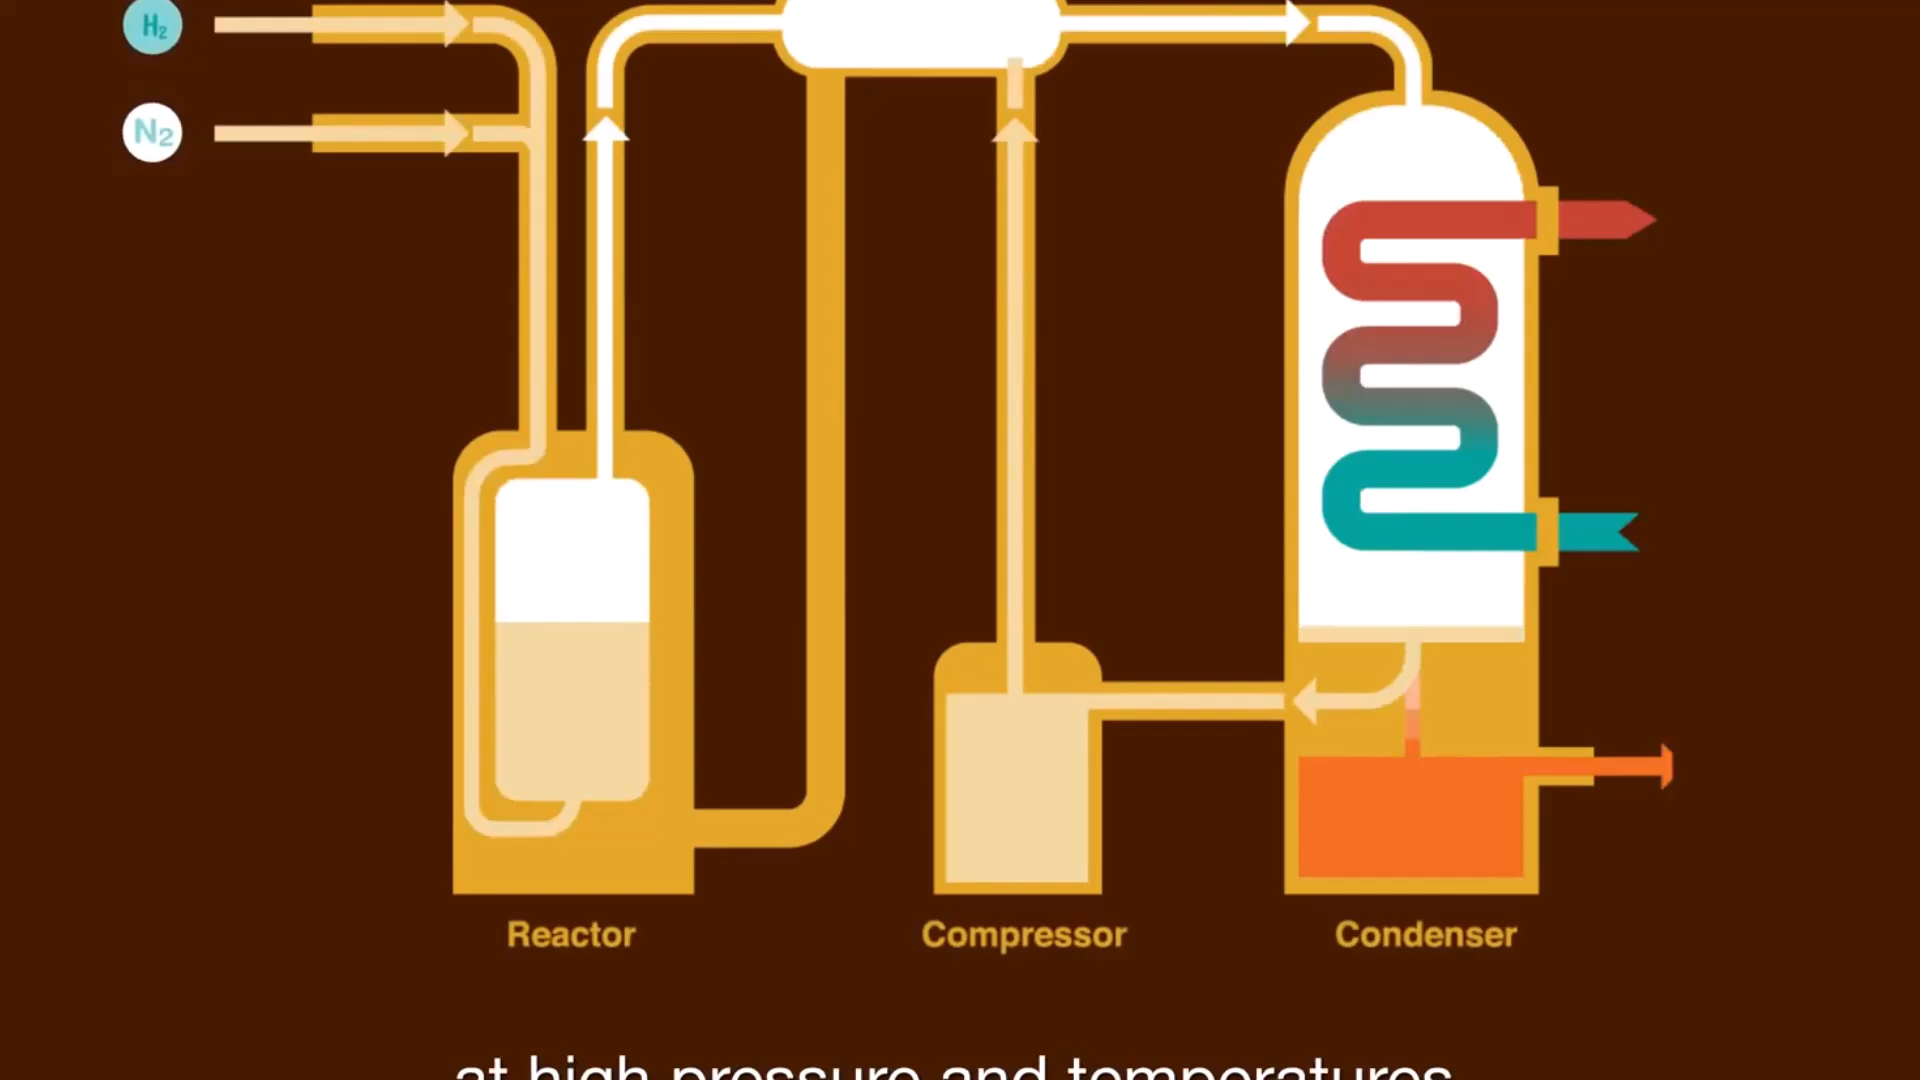 H₂
N₂
Reactor
Compressor
Condenser
at high pressure and temperatures